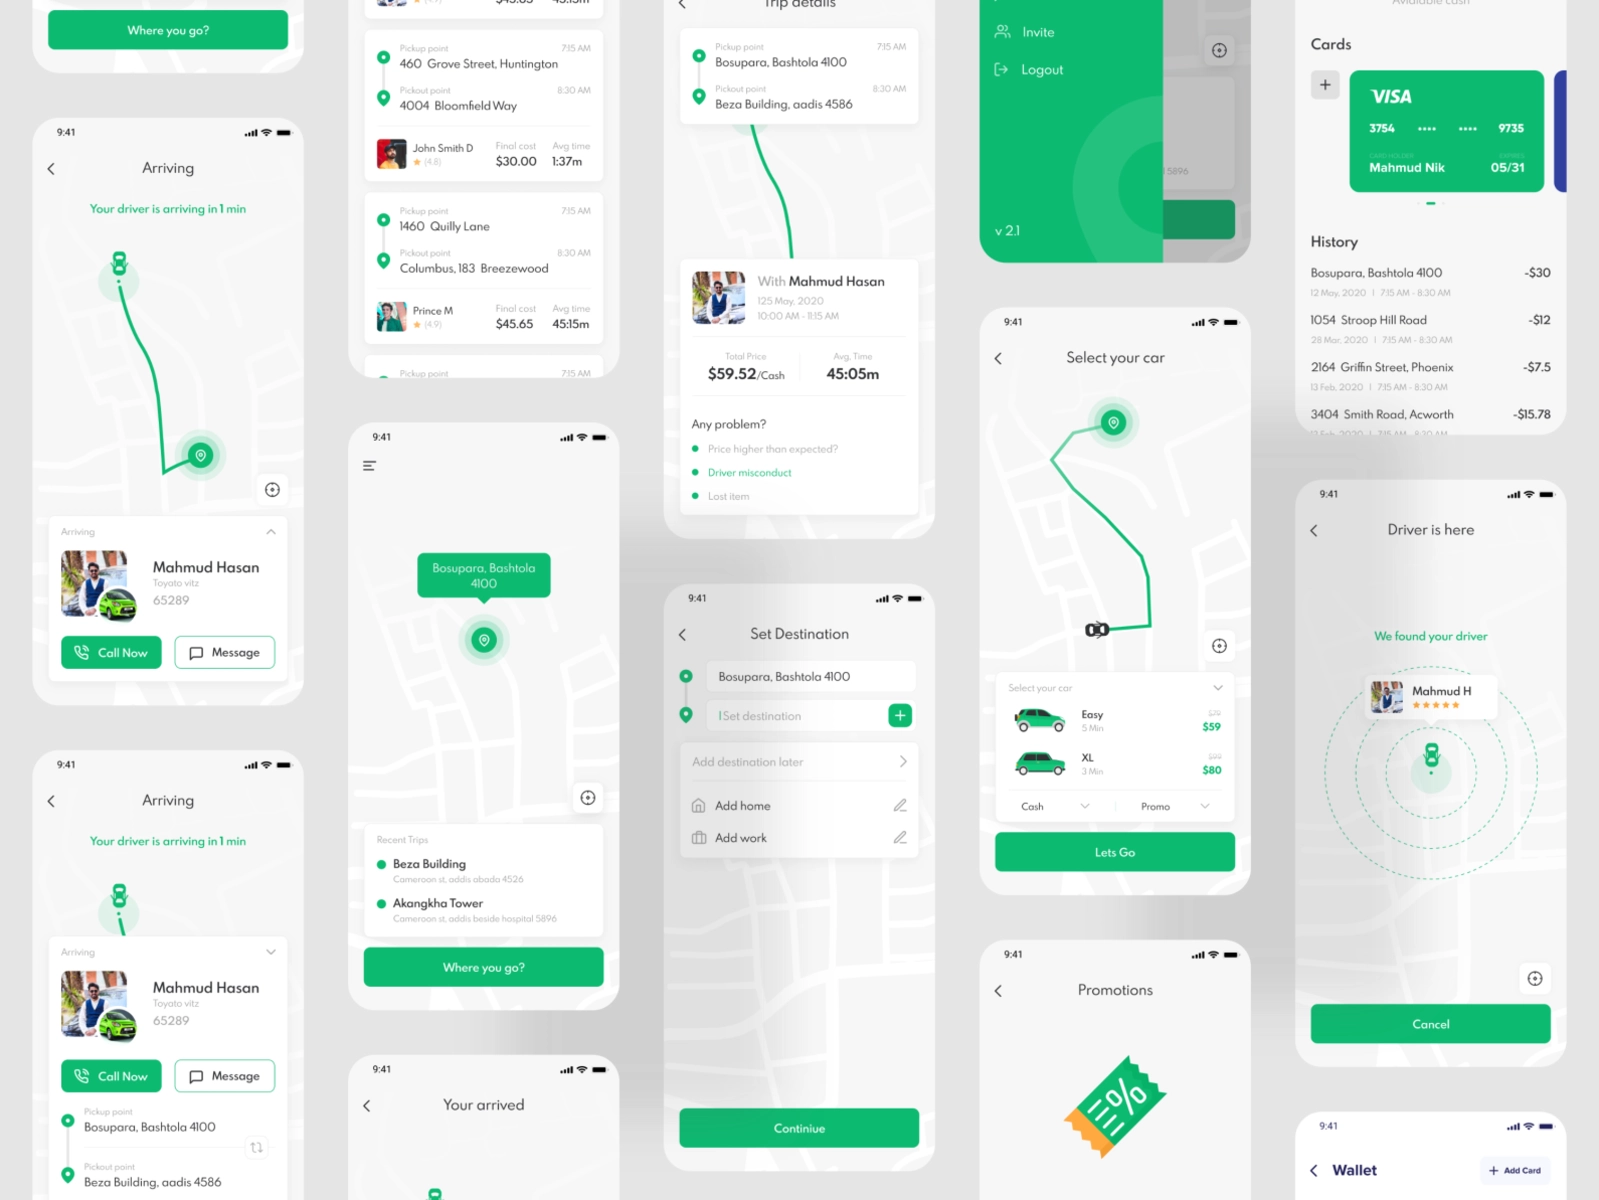 Where you go?
9:41
Arriving
Your driver is arriving in 1 min
Arriving
Mahmud Hasan
Toyato vitz
65289
Call Now
Message
9:41
Arriving
Your driver is arriving in 1 min
Arriving
Mahmud Hasan
Toyato vitz
65289
Call Now
Message
Pickup point
Bosupara, Bashtola 4100
Pickout point
Beza Building, aadis 4586
(4.9)
$45.65
45:15m
Pickup point
7:15 AM
460 Grove Street, Huntington
Pickout point
8:30 AM
4004 Bloomfield Way
John Smith D
(4.8)
Final cost
$30.00
Avg time
1:37m
Pickup point
7:15 AM
1460 Quilly Lane
Pickout point
8:30 AM
Columbus, 183 Breezewood
Prince M
(4.9)
Final cost
$45.65
Avg time
45:15m
Pickup point
7:15 AM
9:41
Bosupara, Bashtola
4100
Recent Trips
Beza Building
Cameroon st, addis abada 4526
Akangkha Tower
Cameroon st, addis beside hospital 5896
Where you go?
9:41
Your arrived
Trip details
Pickup point
7:15 AM
Bosupara, Bashtola 4100
Pickout point
8:30 AM
Beza Building, aadis 4586
With Mahmud Hasan
125 May, 2020
10:00 AM - 11:15 AM
Total Price
$59.52/Cash
Avg. Time
45:05m
Any problem?
Price higher than expected?
Driver misconduct
Lost item
9:41
Set Destination
Bosupara, Bashtola 4100
Set destination
Add destination later
Add home
Add work
Continiue
Invite
Logout
5896
v 2.1
9:41
Select your car
Select your car
Easy
5 Min
$59
XL
3 Min
$80
Cash
Promo
Lets Go
9:41
Promotions
%
Avialable cash
Cards
VISA
3754 •••• •••• 9735
CARD HOLDER
EXPIRES
Mahmud Nik
05/31
History
Bosupara, Bashtola 4100
-$30
12 May, 2020 | 7:15 AM - 8:30 AM
1054 Stroop Hill Road
-$12
28 Mar, 2020 | 7:15 AM - 8:30 AM
2164 Griffin Street, Phoenix
-$7.5
13 Feb, 2020 | 7:15 AM - 8:30 AM
3404 Smith Road, Acworth
-$15.78
9:41
Driver is here
We found your driver
Mahmud H
Cancel
9:41
Wallet
+ Add Card